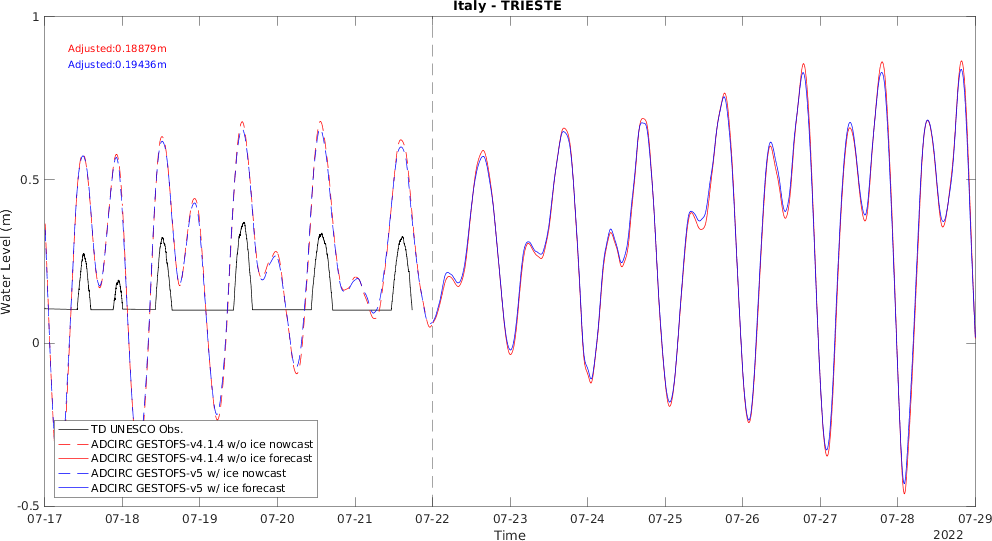 Italy - TRIESTE
Adjusted:0.18879m
Adjusted:0.19436m
Water Level (m)
1
0.5
0
-0.5
TD UNESCO Obs.
ADCIRC GESTOFS-v4.1.4 w/o ice nowcast
ADCIRC GESTOFS-v4.1.4 w/o ice forecast
ADCIRC GESTOFS-v5 w/ ice nowcast
ADCIRC GESTOFS-v5 w/ ice forecast
07-17 07-18 07-19 07-20 07-21 07-22 07-23 07-24 07-25 07-26 07-27 07-28 07-29
Time
2022